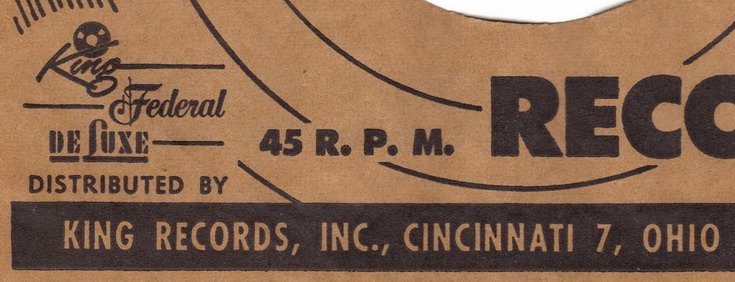 King
Federal
DE LUXE
45 R. P. M.
RECO
DISTRIBUTED BY
KING RECORDS, INC., CINCINNATI 7, OHIO